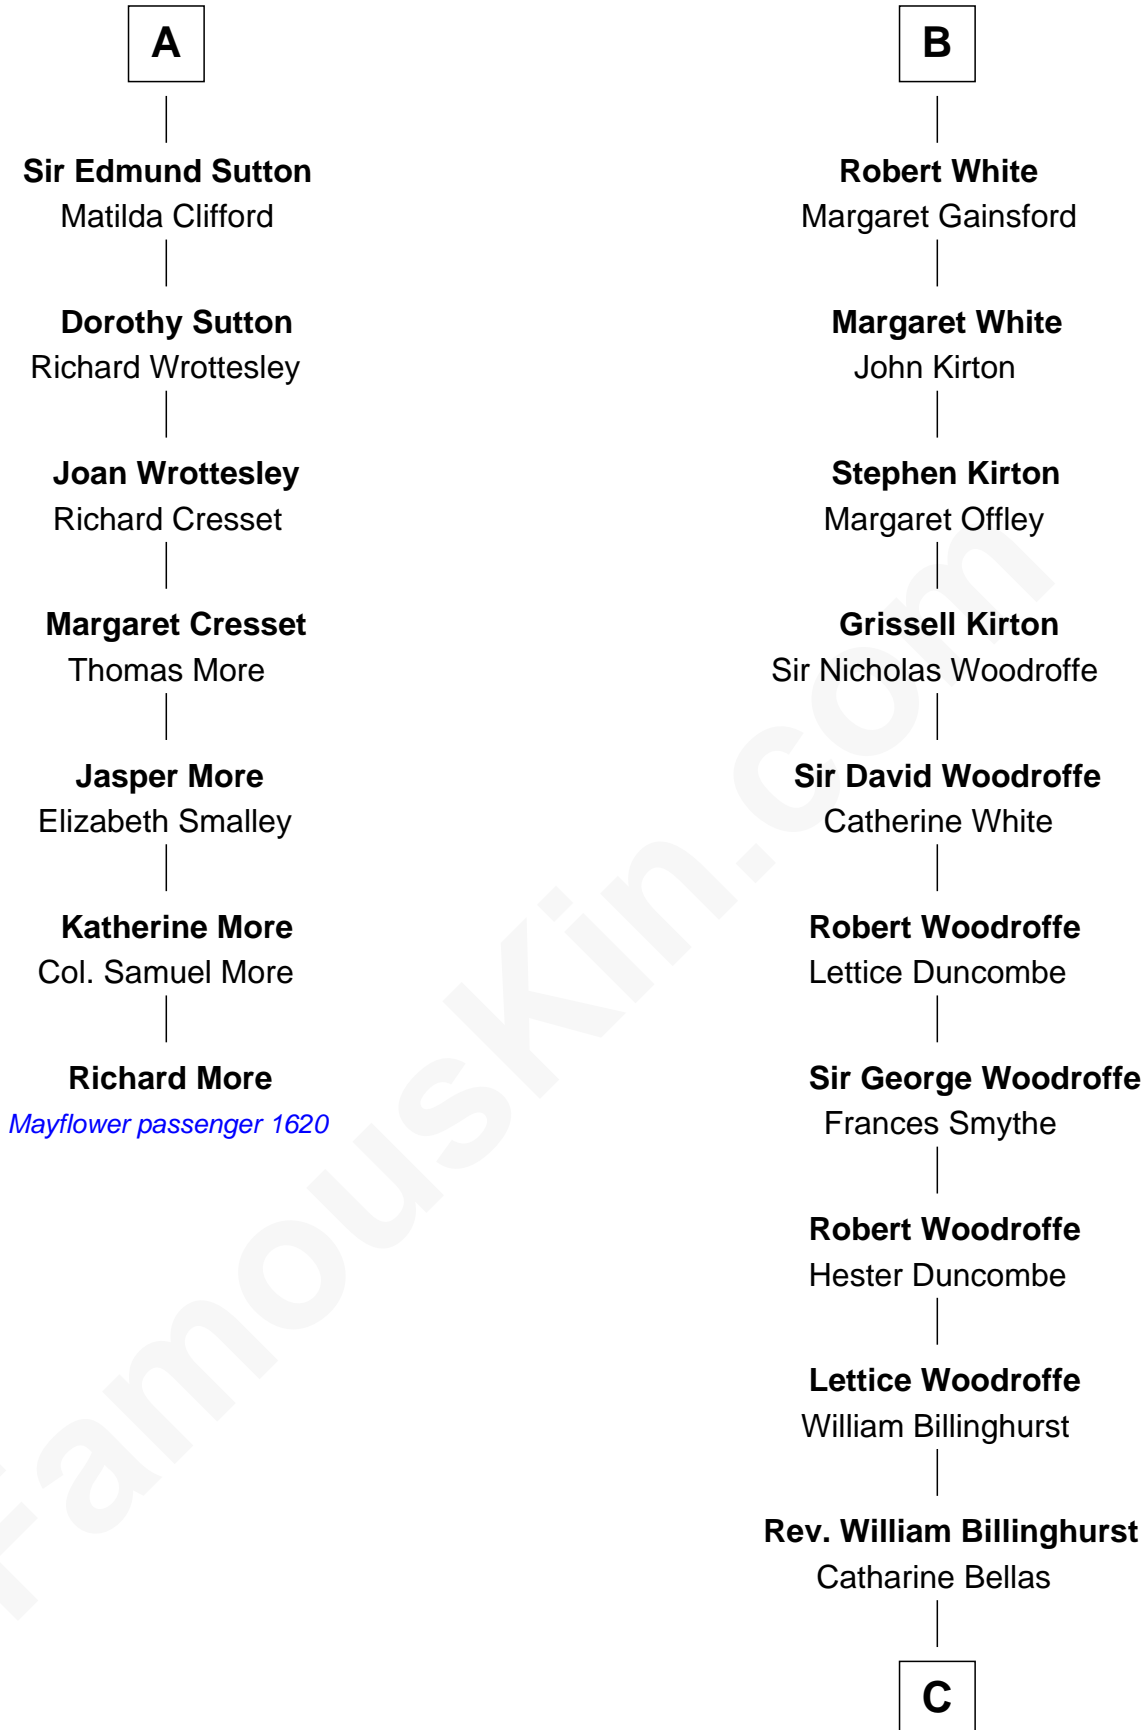 A
Sir Edmund Sutton
Matilda Clifford
Dorothy Sutton
Richard Wrottesley
Joan Wrottesley
Richard Cresset
Margaret Cresset
Thomas More
Jasper More
Elizabeth Smalley
Katherine More
Col. Samuel More
Richard More
Mayflower passenger 1620
B
Robert White
Margaret Gainsford
Margaret White
John Kirton
Stephen Kirton
Margaret Offley
Grissell Kirton
Sir Nicholas Woodroffe
Sir David Woodroffe
Catherine White
Robert Woodroffe
Lettice Duncombe
Sir George Woodroffe
Frances Smythe
Robert Woodroffe
Hester Duncombe
Lettice Woodroffe
William Billinghurst
Rev. William Billinghurst
Catharine Bellas
C
FamousKin.com